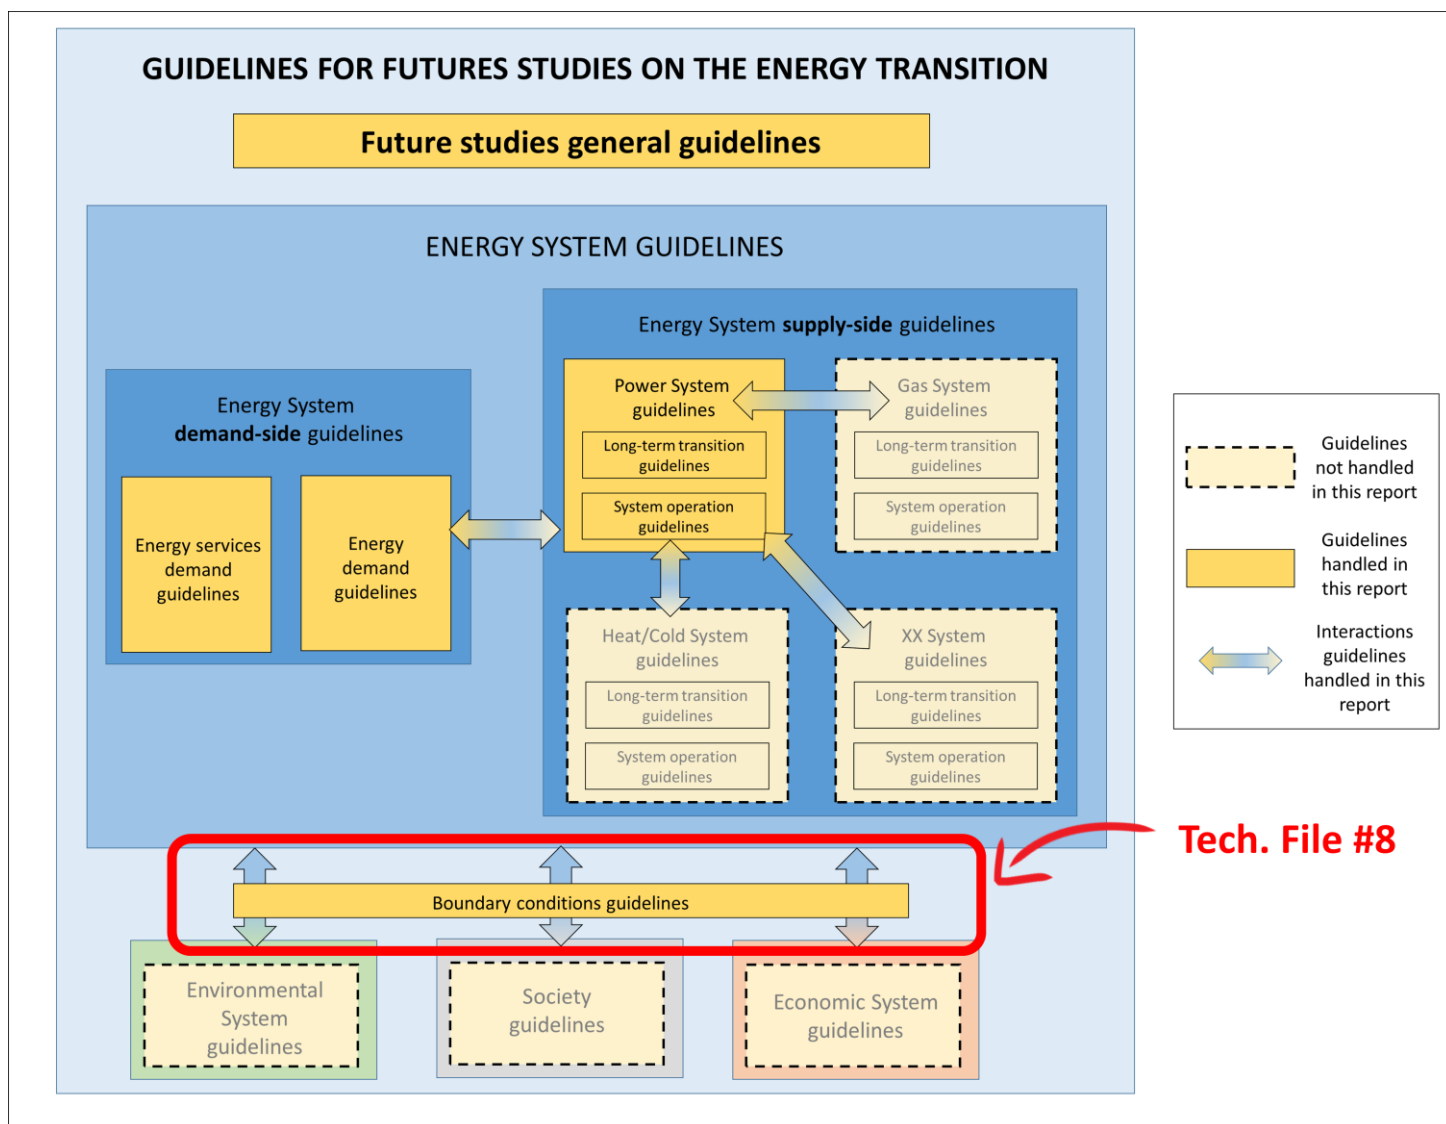 GUIDELINES FOR FUTURES STUDIES ON THE ENERGY TRANSITION
Future studies general guidelines
ENERGY SYSTEM GUIDELINES
Energy System supply-side guidelines
Energy System
demand-side guidelines
Energy services
demand
guidelines
Energy
demand
guidelines
Power System
guidelines
Long-term transition
guidelines
System operation
guidelines
Gas System
guidelines
Long-term transition
guidelines
System operation
guidelines
Heat/Cold System
guidelines
Long-term transition
guidelines
System operation
guidelines
XX System
guidelines
Long-term transition
guidelines
System operation
guidelines
Boundary conditions guidelines
Environmental
System
guidelines
Society
guidelines
Economic System
guidelines
Guidelines
not handled
in this report
Guidelines
handled in
this report
Interactions
guidelines
handled in this
report
Tech. File #8